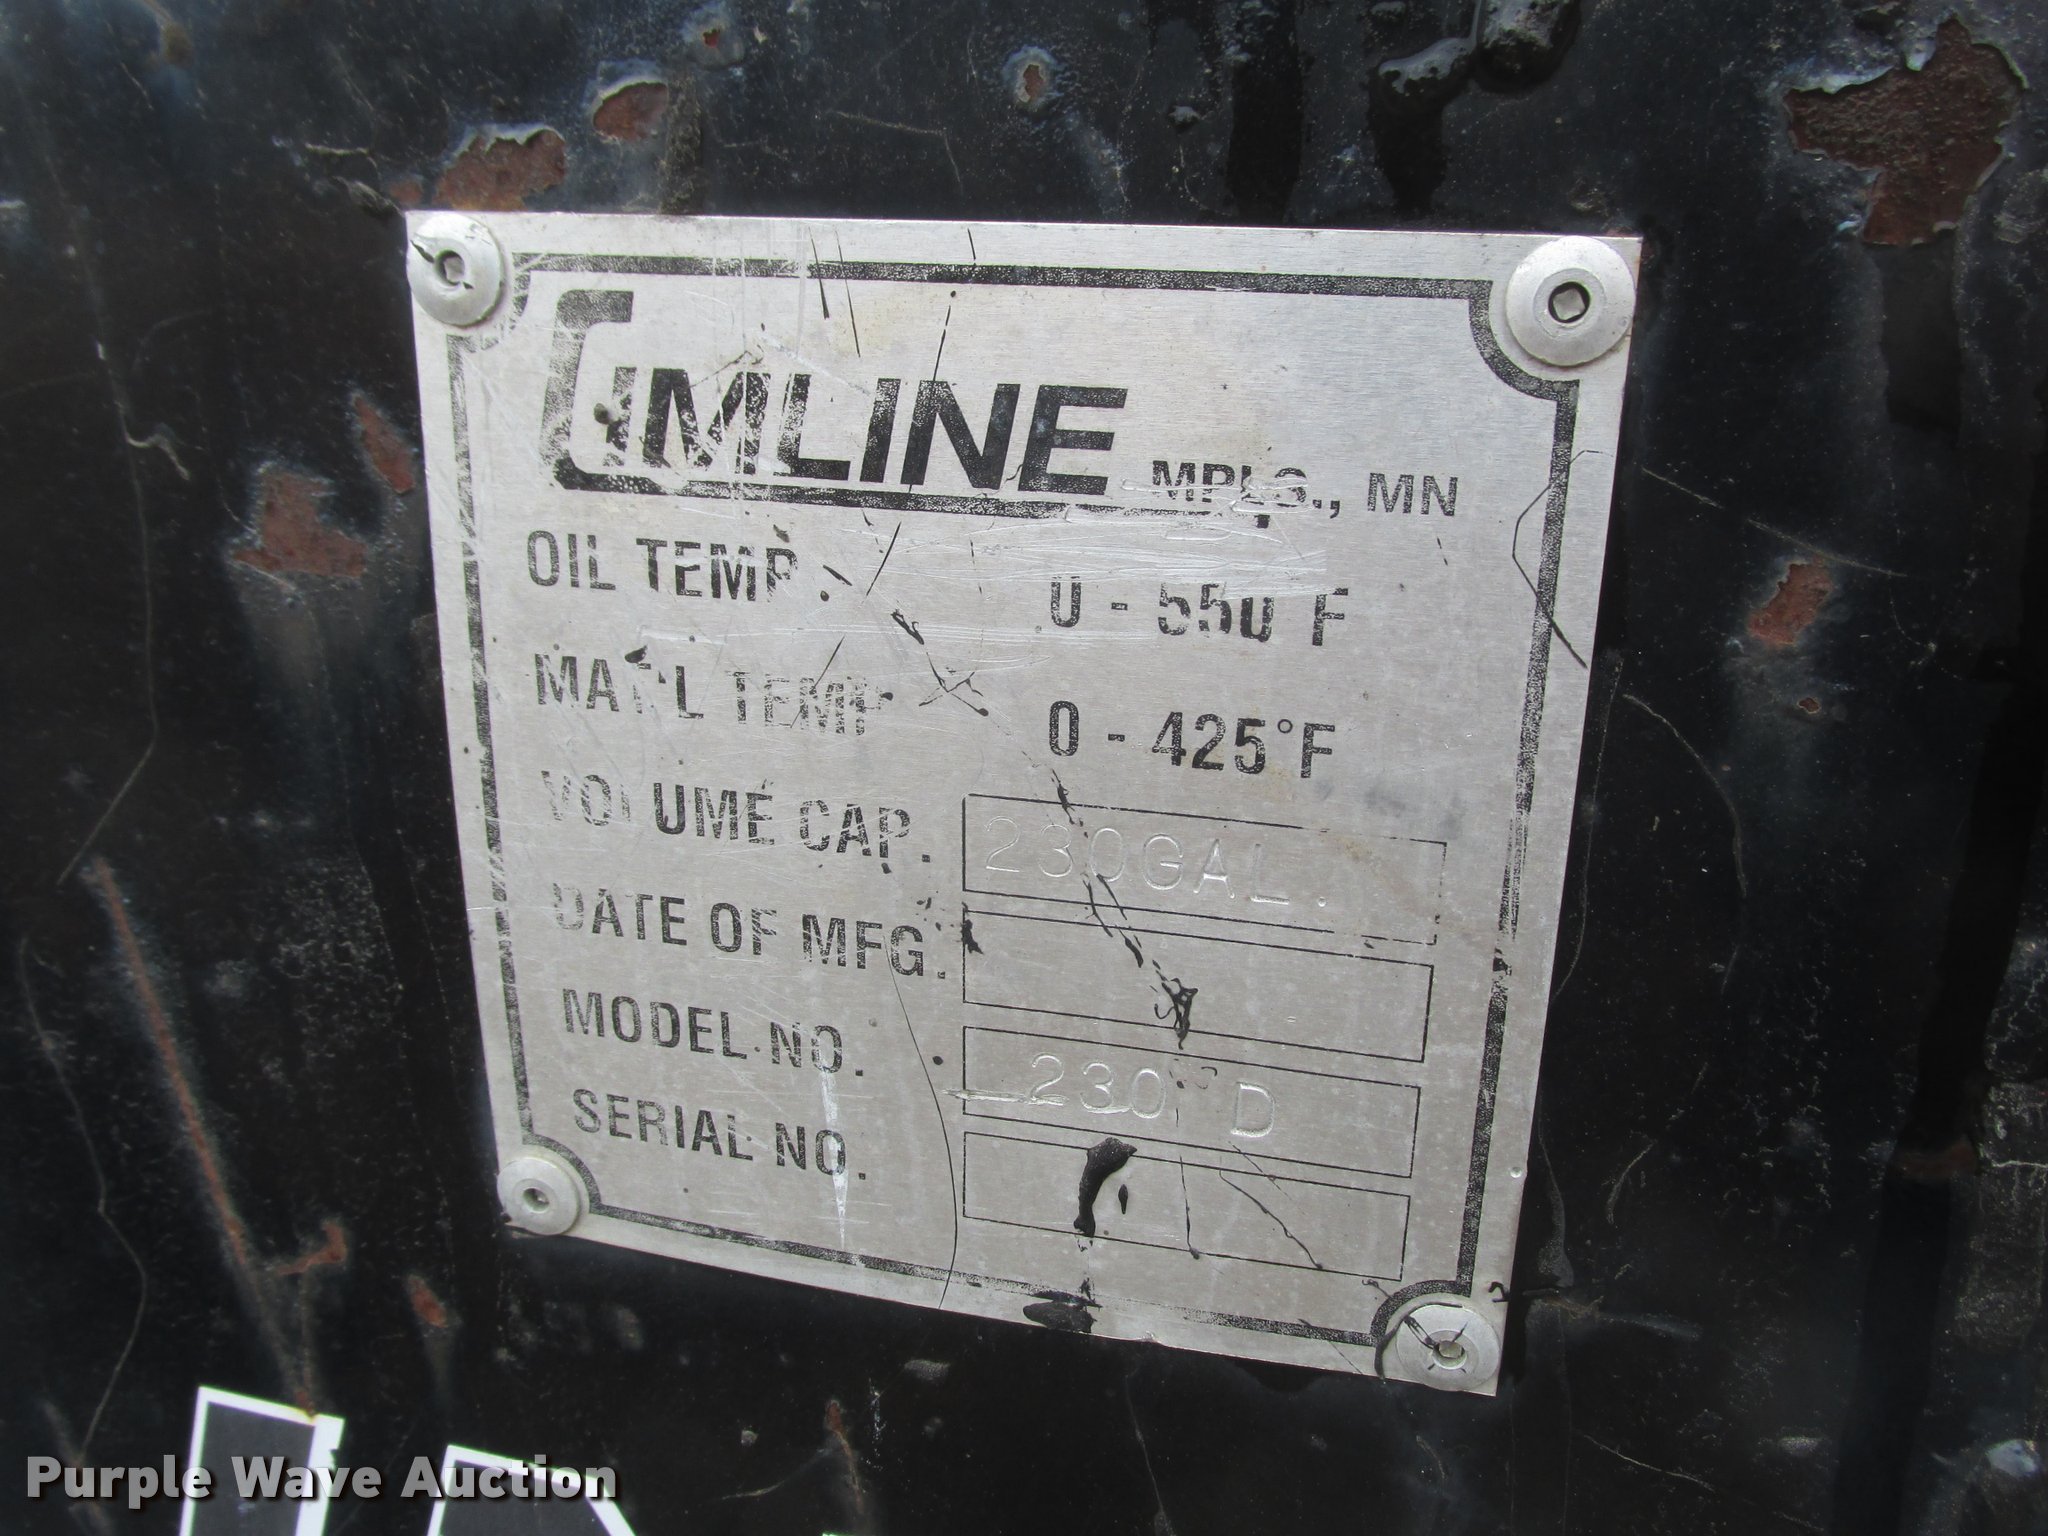 CIMLINE MPLS., MN
OIL TEMP. 0 - 550 F
MAT'L TEMP 0 - 425°F
VOLUME CAP. 230GAL.
DATE OF MFG.
MODEL NO. 230 D
SERIAL NO.
Purple Wave Auction